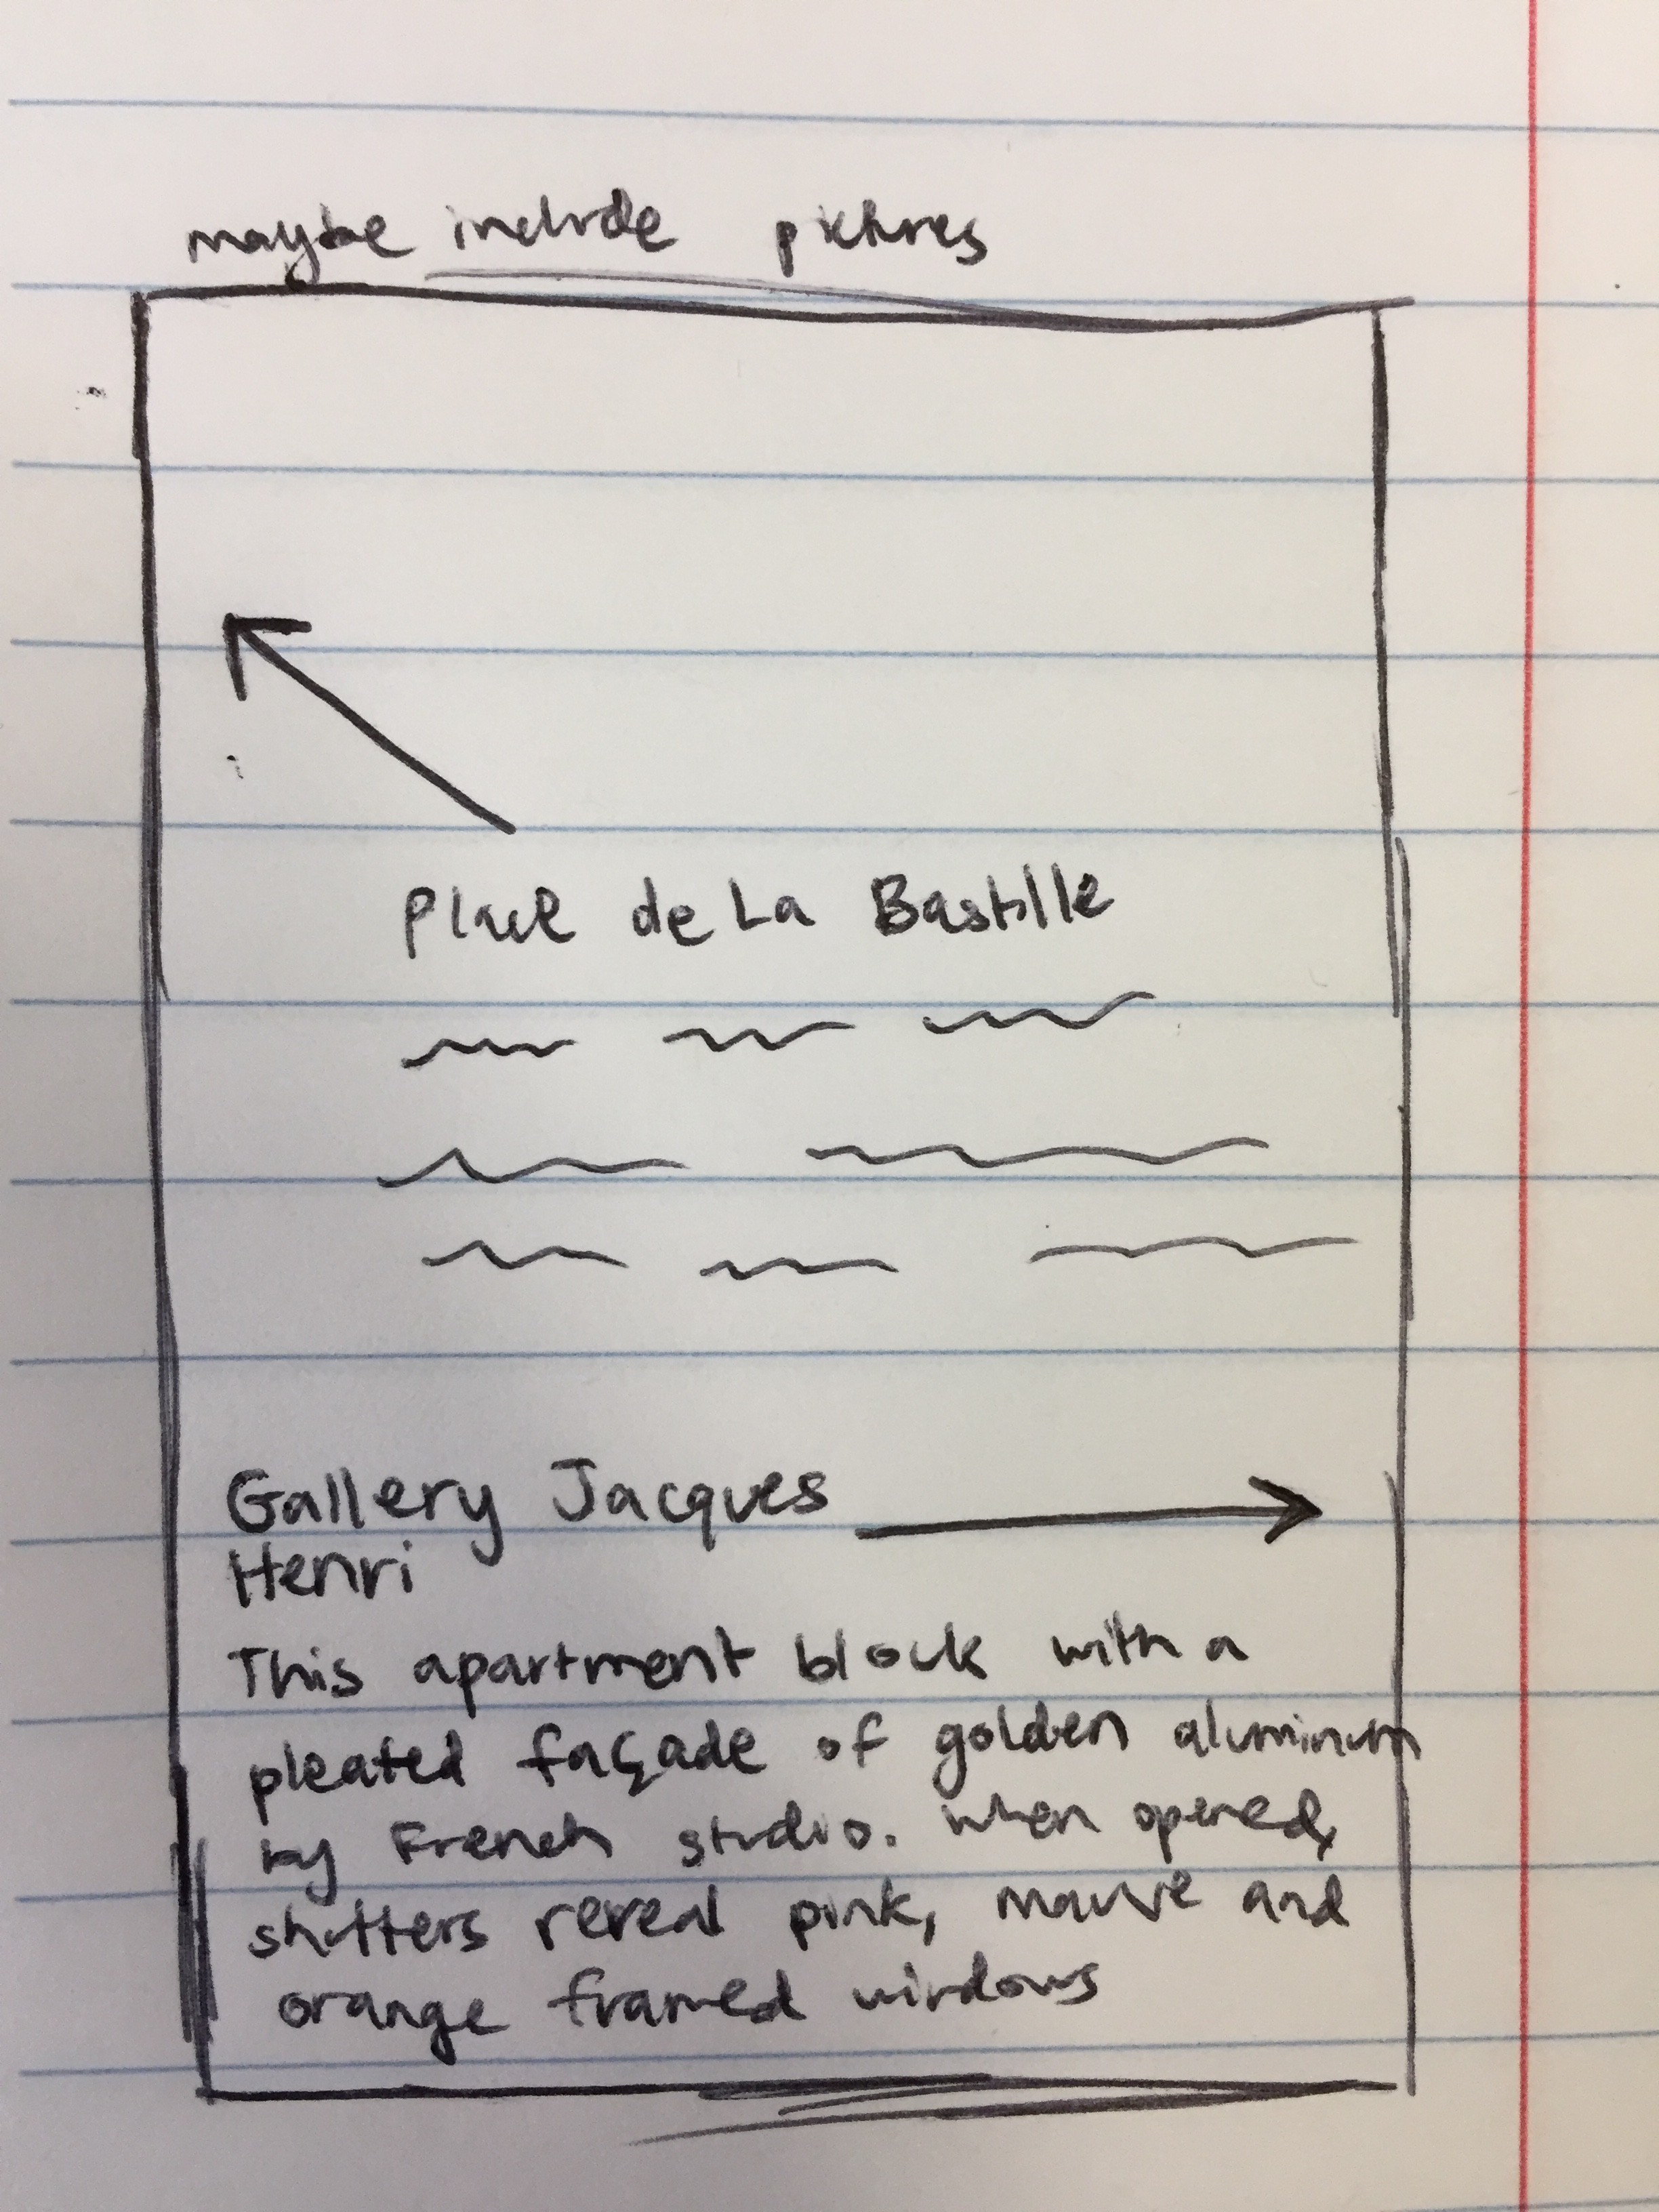 maybe include pictures
Place de La Bastille
Gallery Jacques
Henri
This apartment block with a
pleated façade of golden aluminum
by French studio. When opened,
shutters reveal pink, mauve and
orange framed windows